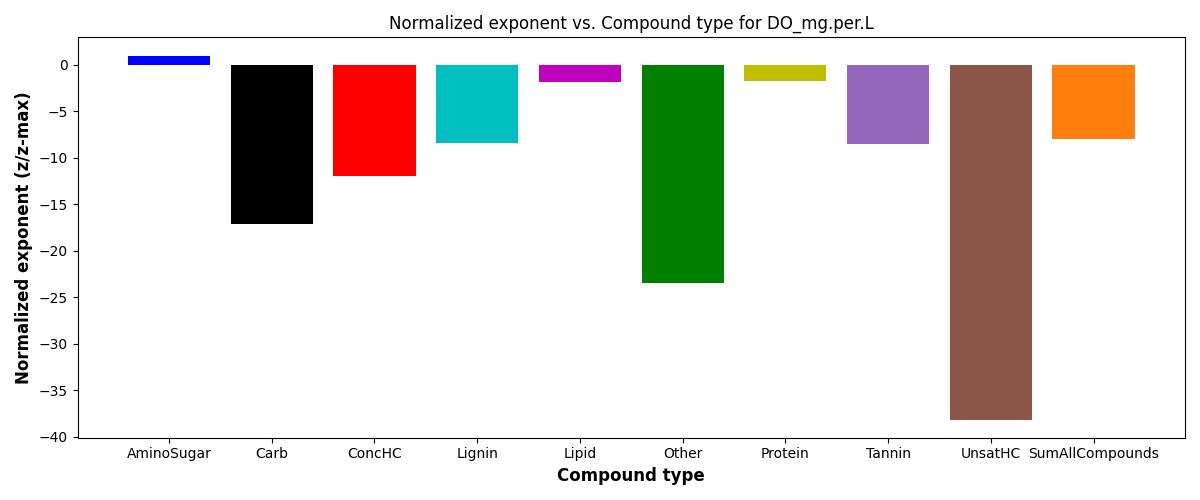 Normalized exponent vs. Compound type for DO_mg.per.L
Normalized exponent (z/z-max)
0
−5
−10
−15
−20
−25
−30
−35
−40
AminoSugar Carb ConcHC Lignin Lipid Other Protein Tannin UnsatHC SumAllCompounds
Compound type